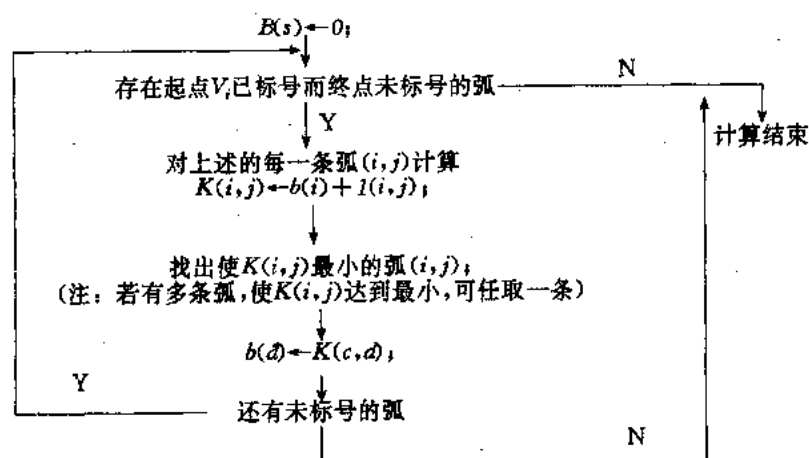 B(s)←0;
存在起点Vi已标号而终点未标号的弧
N
Y
计算结束
对上述的每一条弧(i,j)计算
K(i,j)←b(i)+1(i,j);
找出使K(i,j)最小的弧(i,j);
(注：若有多条弧,使K(i,j)达到最小,可任取一条)
b(d)←K(c,d);
Y
还有未标号的弧
N